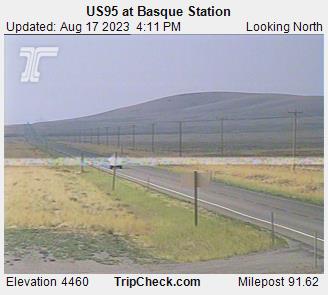 US95 at Basque Station
Updated: Aug 17 2023 4:11 PM Looking North
Elevation 4460 TripCheck.com Milepost 91.62